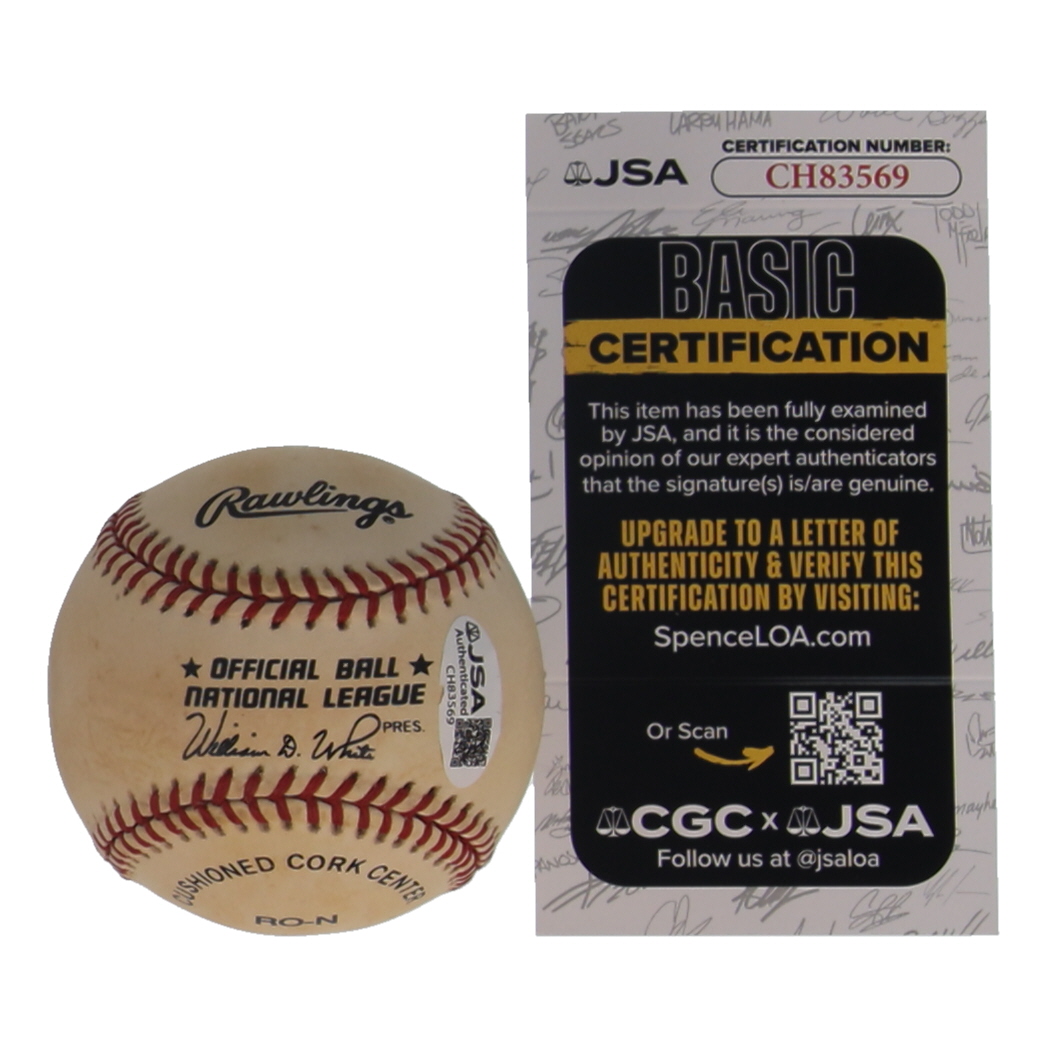 Rawlings
★ OFFICIAL BALL ★
NATIONAL LEAGUE
William D. White PRES.
CUSHIONED CORK CENTER
RO-N
JSA
Authenticated
CH83569
LARRY HAMA
JSA
CERTIFICATION NUMBER:
CH83569
BASIC
CERTIFICATION
This item has been fully examined
by JSA, and it is the considered
opinion of our expert authenticators
that the signature(s) is/are genuine.
UPGRADE TO A LETTER OF
AUTHENTICITY & VERIFY THIS
CERTIFICATION BY VISITING:
SpenceLOA.com
Or Scan
CGC x JSA
Follow us at @jsaloa